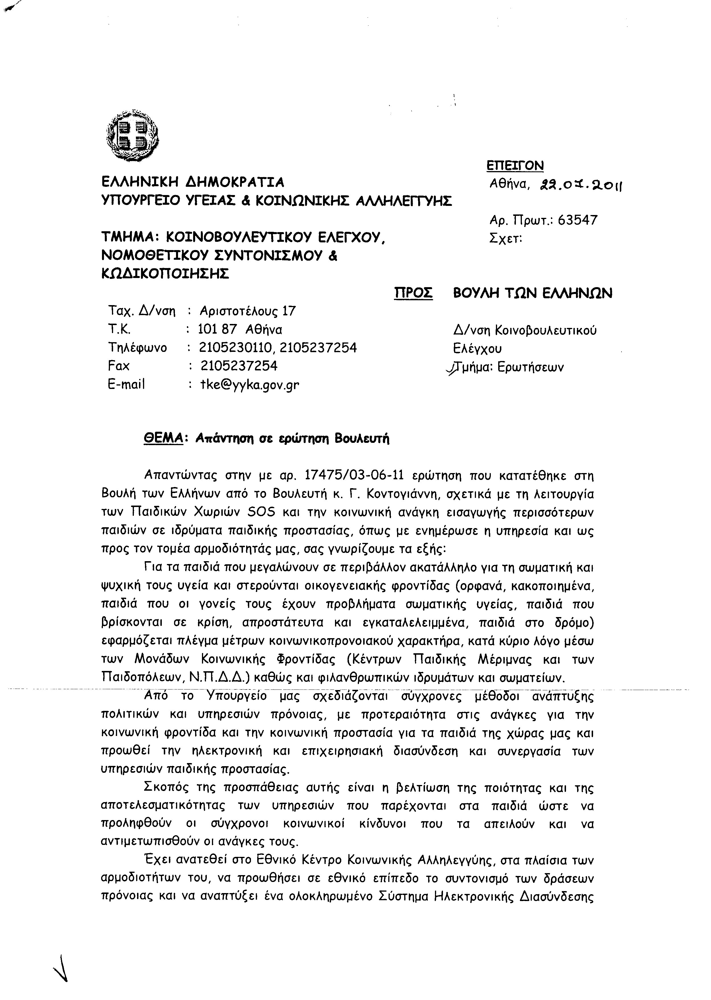 ΕΛΛΗΝΙΚΗ ΔΗΜΟΚΡΑΤΙΑ
ΥΠΟΥΡΓΕΙΟ ΥΓΕΙΑΣ & ΚΟΙΝΩΝΙΚΗΣ ΑΛΛΗΛΕΓΓΥΗΣ
ΤΜΗΜΑ: ΚΟΙΝΟΒΟΥΛΕΥΤΙΚΟΥ ΕΛΕΓΧΟΥ,
ΝΟΜΟΘΕΤΙΚΟΥ ΣΥΝΤΟΝΙΣΜΟΥ &
ΚΩΔΙΚΟΠΟΙΗΣΗΣ
Ταχ. Δ/νση : Αριστοτέλους 17
Τ.Κ. : 101 87 Αθήνα
Τηλέφωνο : 2105230110, 2105237254
Fax : 2105237254
E-mail : tke@yyka.gov.gr
ΕΠΕΙΓΟΝ
Αθήνα,
Αρ. Πρωτ.: 63547
Σχετ:
ΠΡΟΣ ΒΟΥΛΗ ΤΩΝ ΕΛΛΗΝΩΝ
Δ/νση Κοινοβουλευτικού
Ελέγχου
Τμήμα: Ερωτήσεων
ΘΕΜΑ: Απάντηση σε ερώτηση Βουλευτή
Απαντώντας στην με αρ. 17475/03-06-11 ερώτηση που κατατέθηκε στη
Βουλή των Ελλήνων από το Βουλευτή κ. Γ. Κοντογιάννη, σχετικά με τη λειτουργία
των Παιδικών Χωριών SOS και την κοινωνική ανάγκη εισαγωγής περισσότερων
παιδιών σε ιδρύματα παιδικής προστασίας, όπως με ενημέρωσε η υπηρεσία και ως
προς τον τομέα αρμοδιότητάς μας, σας γνωρίζουμε τα εξής:
Για τα παιδιά που μεγαλώνουν σε περιβάλλον ακατάλληλο για τη σωματική και
ψυχική τους υγεία και στερούνται οικογενειακής φροντίδας (ορφανά, κακοποιημένα,
παιδιά που οι γονείς τους έχουν προβλήματα σωματικής υγείας, παιδιά που
βρίσκονται σε κρίση, απροστάτευτα και εγκαταλελειμμένα, παιδιά στο δρόμο)
εφαρμόζεται πλέγμα μέτρων κοινωνικοπρονοιακού χαρακτήρα, κατά κύριο λόγο μέσω
των Μονάδων Κοινωνικής Φροντίδας (Κέντρων Παιδικής Μέριμνας και των
Παιδοπόλεων, Ν.Π.Δ.Δ.) καθώς και φιλανθρωπικών ιδρυμάτων και σωματείων.
Από το Υπουργείο μας σχεδιάζονται σύγχρονες μέθοδοι ανάπτυξης
πολιτικών και υπηρεσιών πρόνοιας, με προτεραιότητα στις ανάγκες για την
κοινωνική φροντίδα και την κοινωνική προστασία για τα παιδιά της χώρας μας και
προωθεί την ηλεκτρονική και επιχειρησιακή διασύνδεση και συνεργασία των
υπηρεσιών παιδικής προστασίας.
Σκοπός της προσπάθειας αυτής είναι η βελτίωση της ποιότητας και της
αποτελεσματικότητας των υπηρεσιών που παρέχονται στα παιδιά ώστε να
προληφθούν οι σύγχρονοι κοινωνικοί κίνδυνοι που τα απειλούν και να
αντιμετωπισθούν οι ανάγκες τους.
Έχει ανατεθεί στο Εθνικό Κέντρο Κοινωνικής Αλληλεγγύης, στα πλαίσια των
αρμοδιοτήτων του, να προωθήσει σε εθνικό επίπεδο το συντονισμό των δράσεων
πρόνοιας και να αναπτύξει ένα ολοκληρωμένο Σύστημα Ηλεκτρονικής Διασύνδεσης